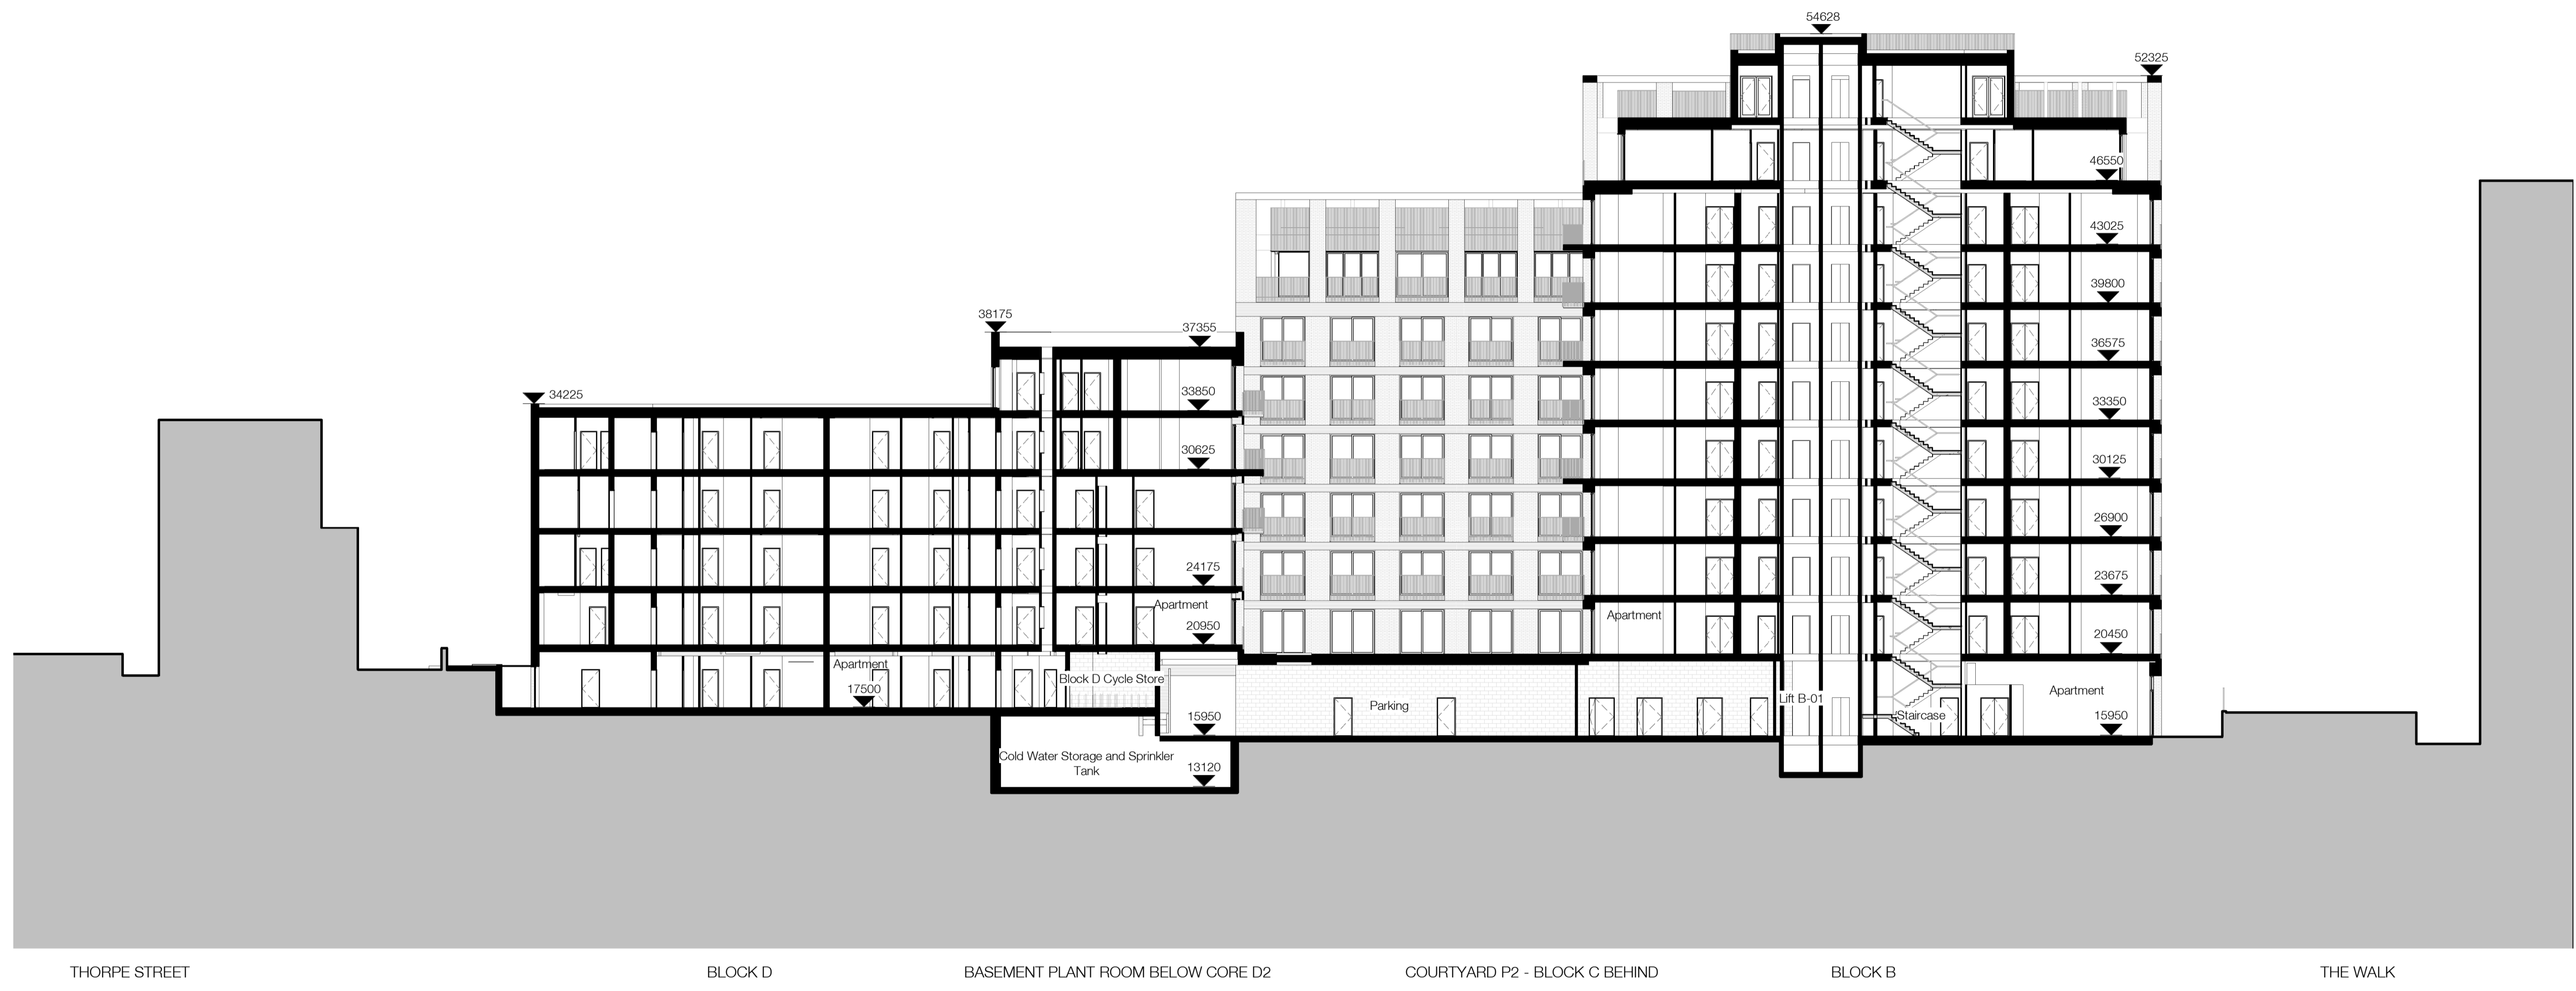 54628
52325
46550
43025
39800
38175
37355
36575
34225
33850
33350
30625
30125
26900
24175
23675
Apartment
Apartment
20950
20450
Apartment
17500
Block D Cycle Store
Apartment
Lift B-01
Parking
15950
Staircase
15950
Cold Water Storage and Sprinkler
Tank
13120
THORPE STREET
BLOCK D
BASEMENT PLANT ROOM BELOW CORE D2
COURTYARD P2 - BLOCK C BEHIND
BLOCK B
THE WALK